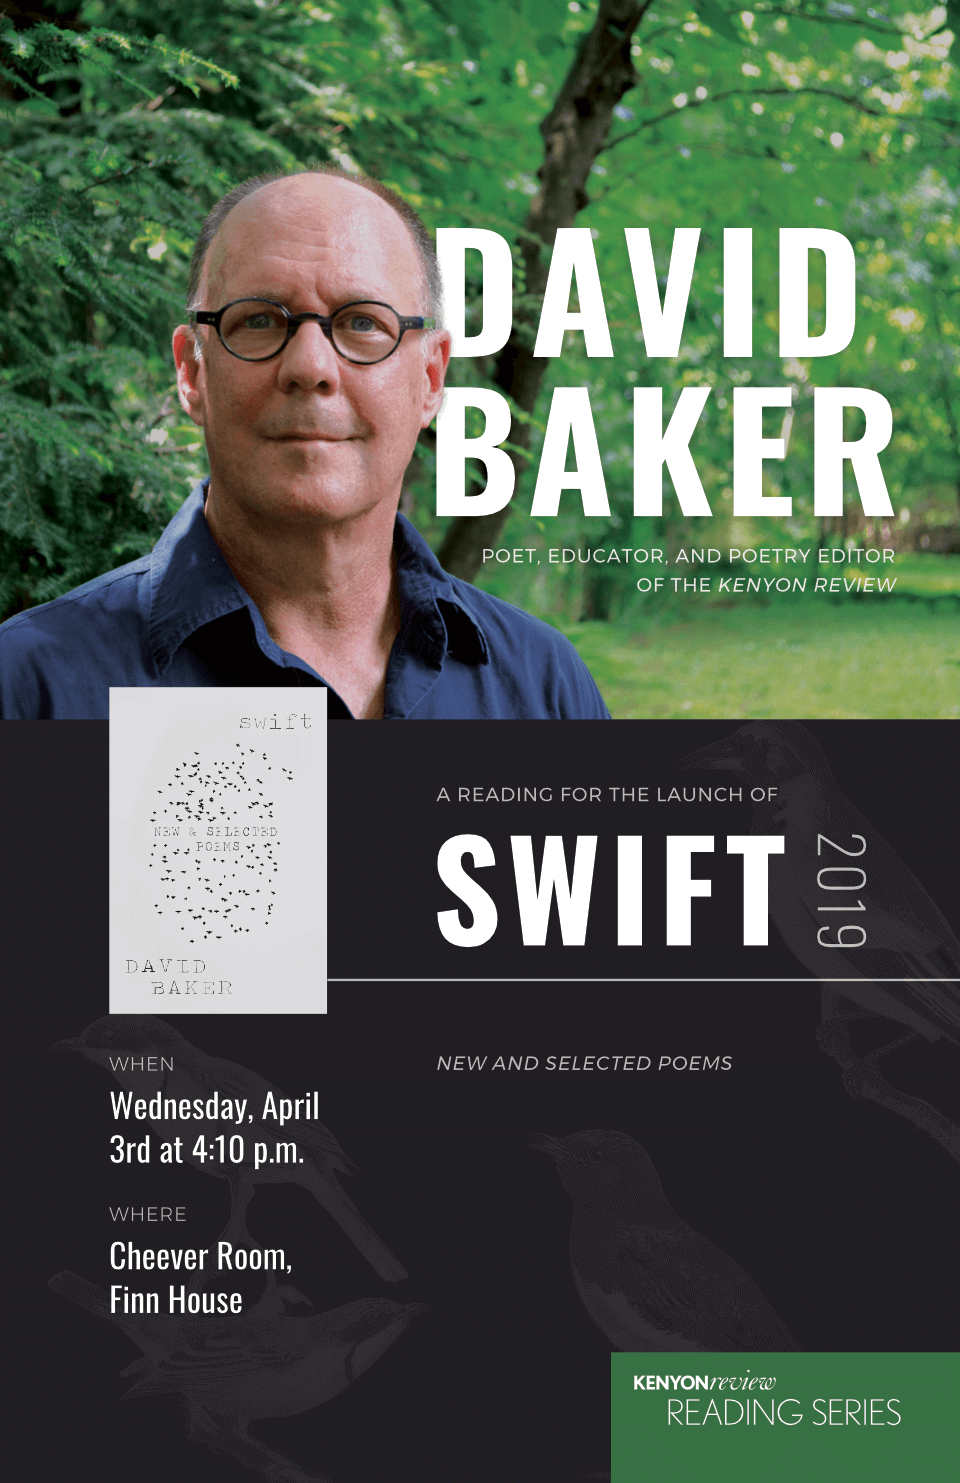 DAVID
BAKER
POET, EDUCATOR, AND POETRY EDITOR
OF THE KENYON REVIEW
swift
NEW & SELECTED
POEMS
DAVID
BAKER
A READING FOR THE LAUNCH OF
SWIFT
2019
NEW AND SELECTED POEMS
WHEN
Wednesday, April
3rd at 4:10 p.m.
WHERE
Cheever Room,
Finn House
KENYONreview
READING SERIES